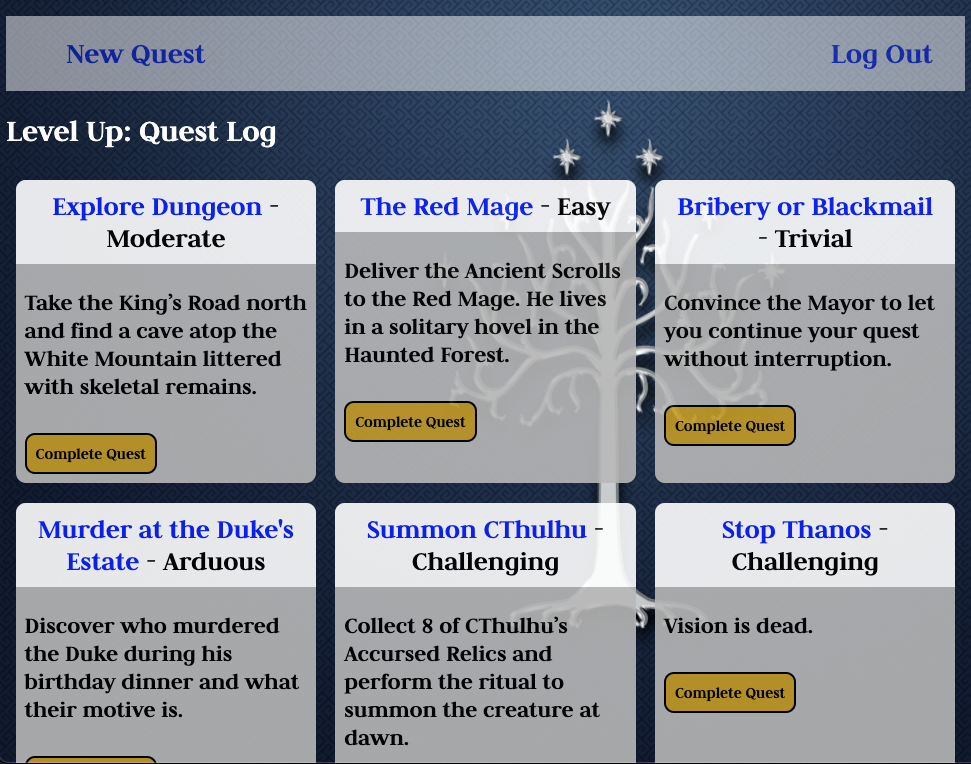 New Quest
Log Out
Level Up: Quest Log
Explore Dungeon -
Moderate
Take the King’s Road north
and find a cave atop the
White Mountain littered
with skeletal remains.
Complete Quest
The Red Mage - Easy
Deliver the Ancient Scrolls
to the Red Mage. He lives
in a solitary hovel in the
Haunted Forest.
Complete Quest
Bribery or Blackmail
- Trivial
Convince the Mayor to let
you continue your quest
without interruption.
Complete Quest
Murder at the Duke's
Estate - Arduous
Discover who murdered
the Duke during his
birthday dinner and what
their motive is.
Summon CThulhu -
Challenging
Collect 8 of CThulhu’s
Accursed Relics and
perform the ritual to
summon the creature at
dawn.
Stop Thanos -
Challenging
Vision is dead.
Complete Quest